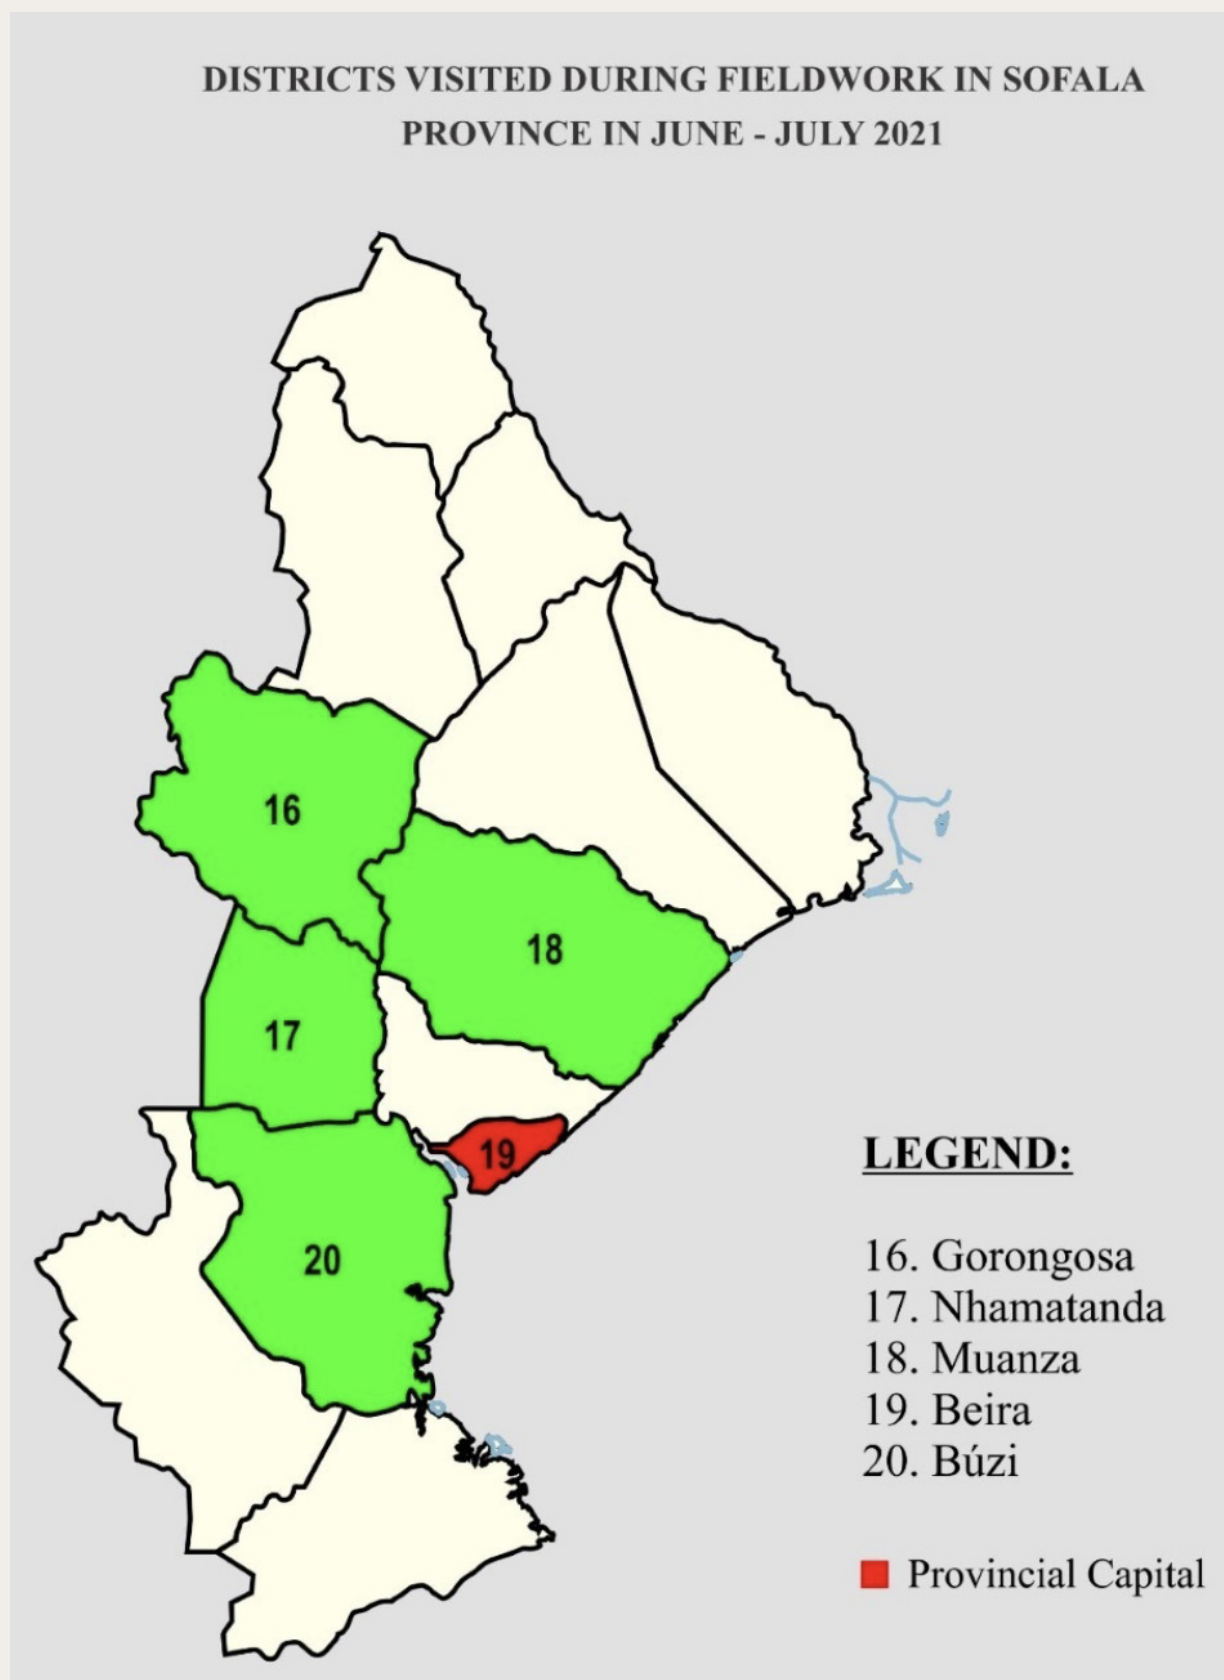 DISTRICTS VISITED DURING FIELDWORK IN SOFALA
PROVINCE IN JUNE - JULY 2021
16
18
17
19
20
LEGEND:
16. Gorongosa
17. Nhamatanda
18. Muanza
19. Beira
20. Búzi
Provincial Capital